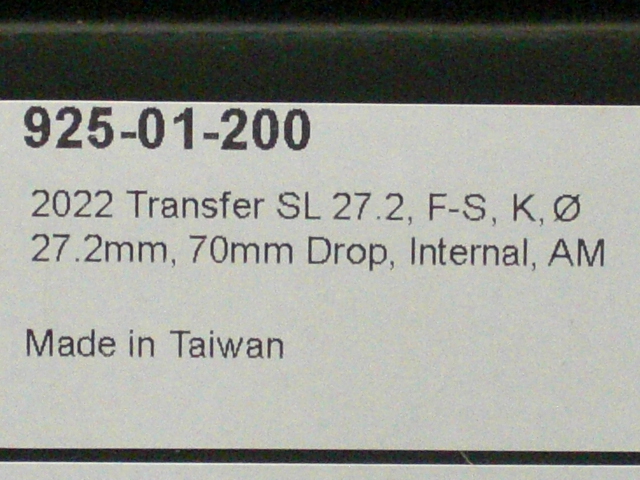 925-01-200
2022 Transfer SL 27.2, F-S, K, Ø
27.2mm, 70mm Drop, Internal, AM
Made in Taiwan